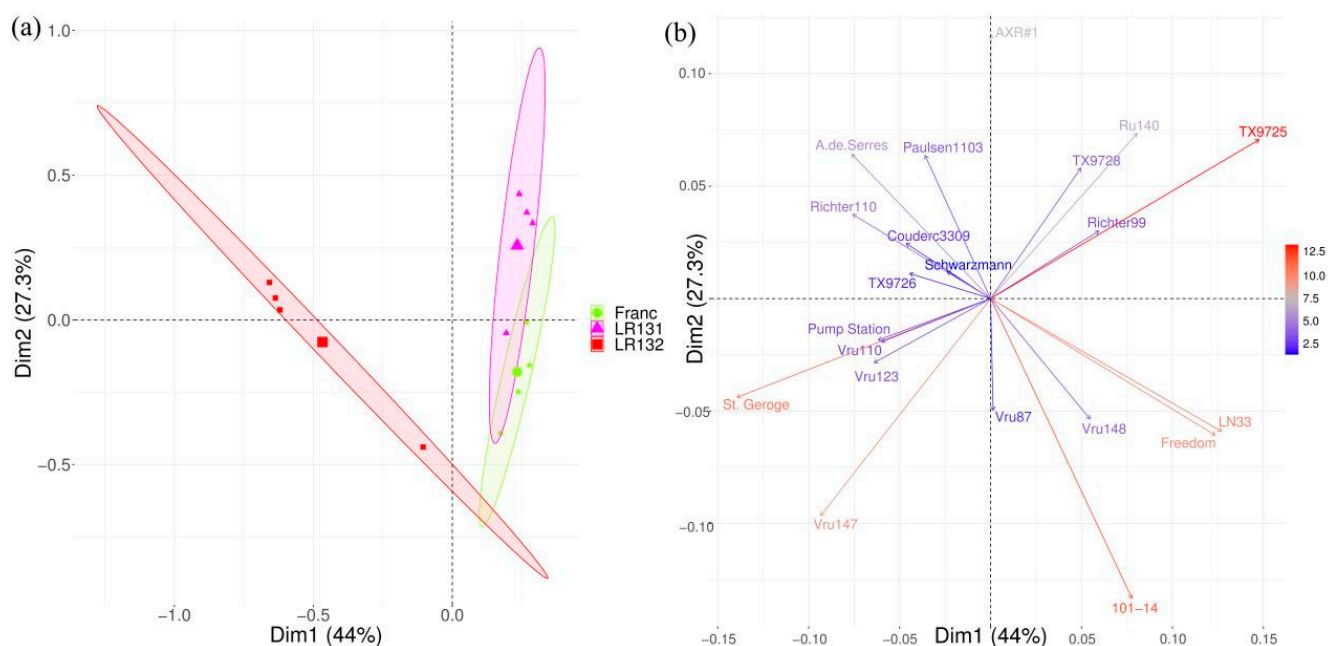 (a)
1.0
0.5
0.0
−0.5
Dim2 (27.3%)
−1.0
−0.5
0.0
Dim1 (44%)
Franc
LR131
LR132
(b)
AXR#1
0.10
0.05
0.00
−0.05
−0.10
Dim2 (27.3%)
Ru140
TX9725
A.de.Serres
Paulsen1103
TX9728
Richter110
Richter99
Couderc3309
Schwarzmann
TX9726
Pump Station
Vru110
Vru123
St. Geroge
Vru87
Vru148
LN33
Freedom
Vru147
101−14
−0.15
−0.10
−0.05
Dim1 (44%)
0.05
0.10
0.15
12.5
10.0
7.5
5.0
2.5